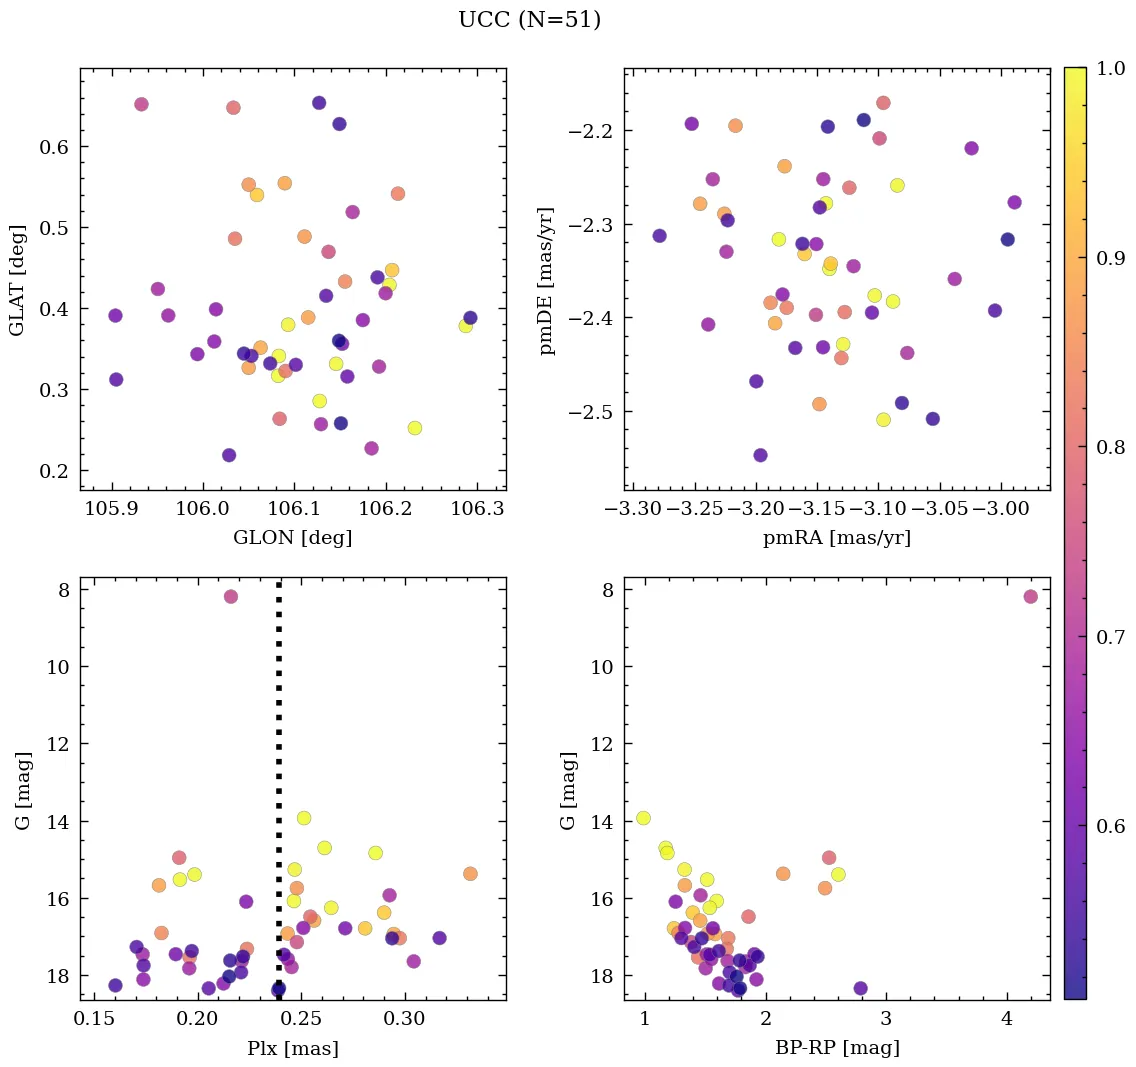 UCC (N=51)
0.6
0.5
0.4
0.3
0.2
GLAT [deg]
105.9 106.0 106.1 106.2 106.3
GLON [deg]
−2.2
−2.3
−2.4
−2.5
pmDE [mas/yr]
−3.30 −3.25 −3.20 −3.15 −3.10 −3.05 −3.00
pmRA [mas/yr]
8
10
12
14
16
18
G [mag]
0.15 0.20 0.25 0.30
Plx [mas]
8
10
12
14
16
18
G [mag]
1 2 3 4
BP-RP [mag]
1.0
0.9
0.8
0.7
0.6